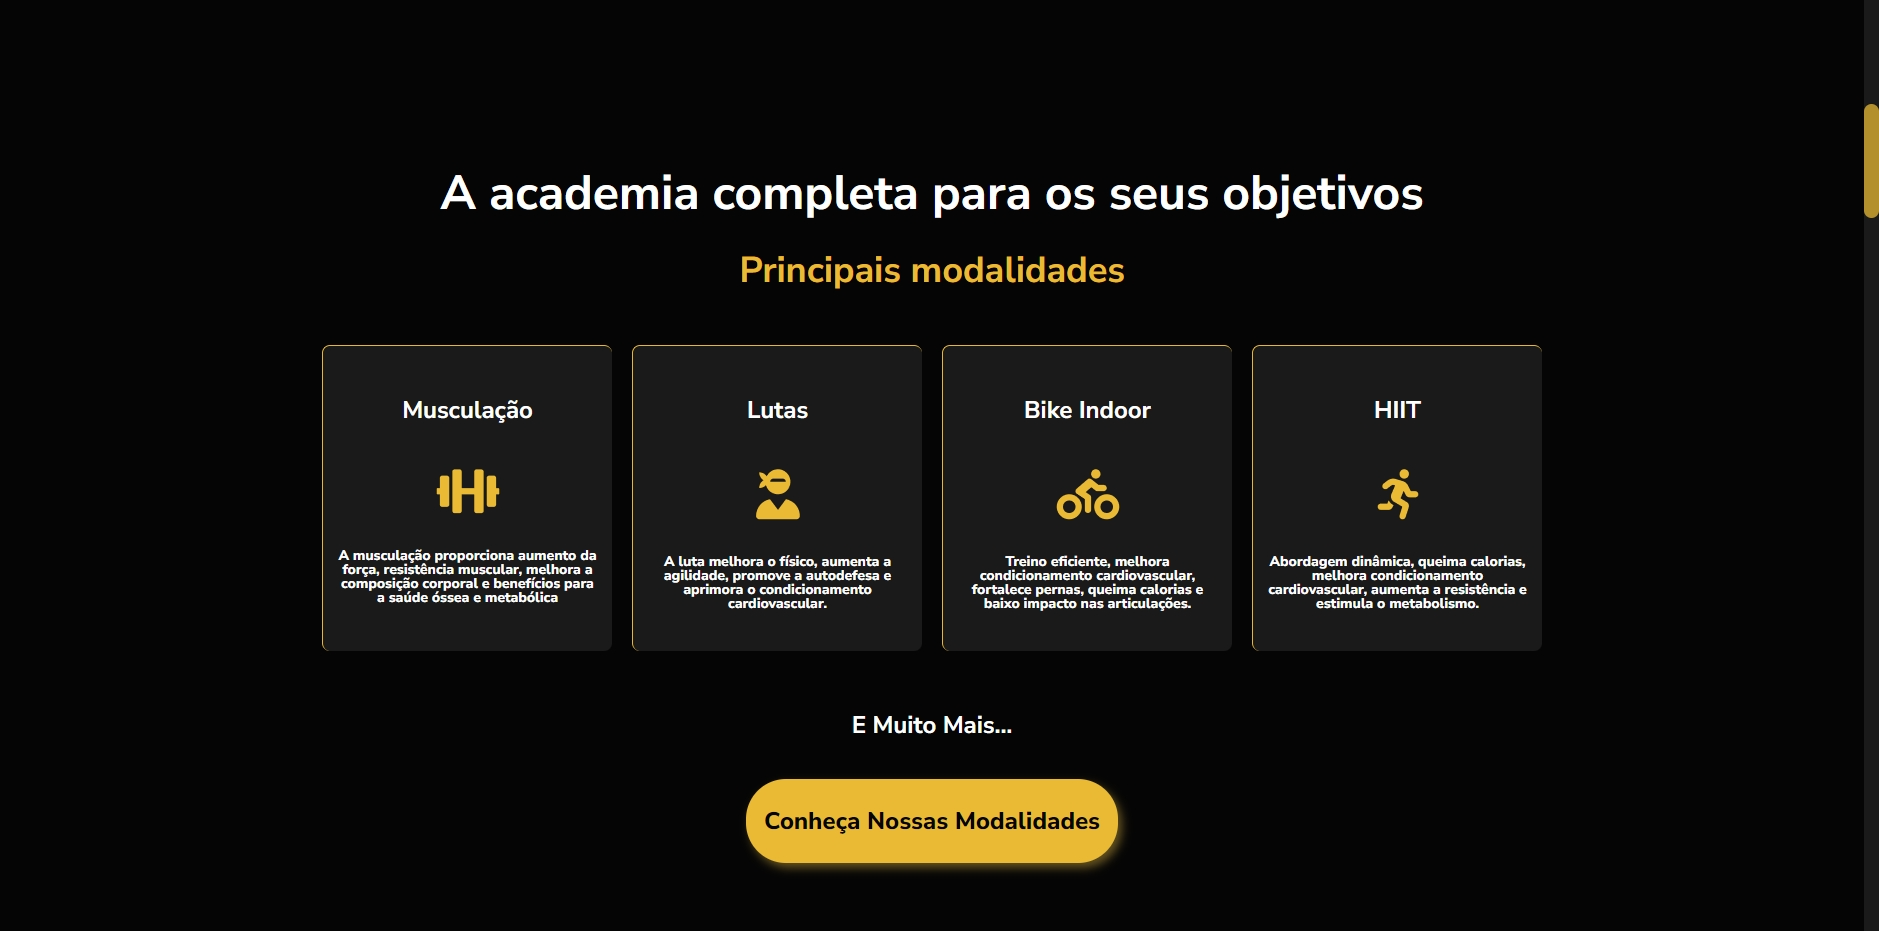 A academia completa para os seus objetivos
Principais modalidades
Musculação
A musculação proporciona aumento da
força, resistência muscular, melhora a
composição corporal e benefícios para
a saúde óssea e metabólica
Lutas
A luta melhora o físico, aumenta a
agilidade, promove a autodefesa e
aprimora o condicionamento
cardiovascular.
Bike Indoor
Treino eficiente, melhora
condicionamento cardiovascular,
fortalece pernas, queima calorias e
baixo impacto nas articulações.
HIIT
Abordagem dinâmica, queima calorias,
melhora condicionamento
cardiovascular, aumenta a resistência e
estimula o metabolismo.
E Muito Mais...
Conheça Nossas Modalidades